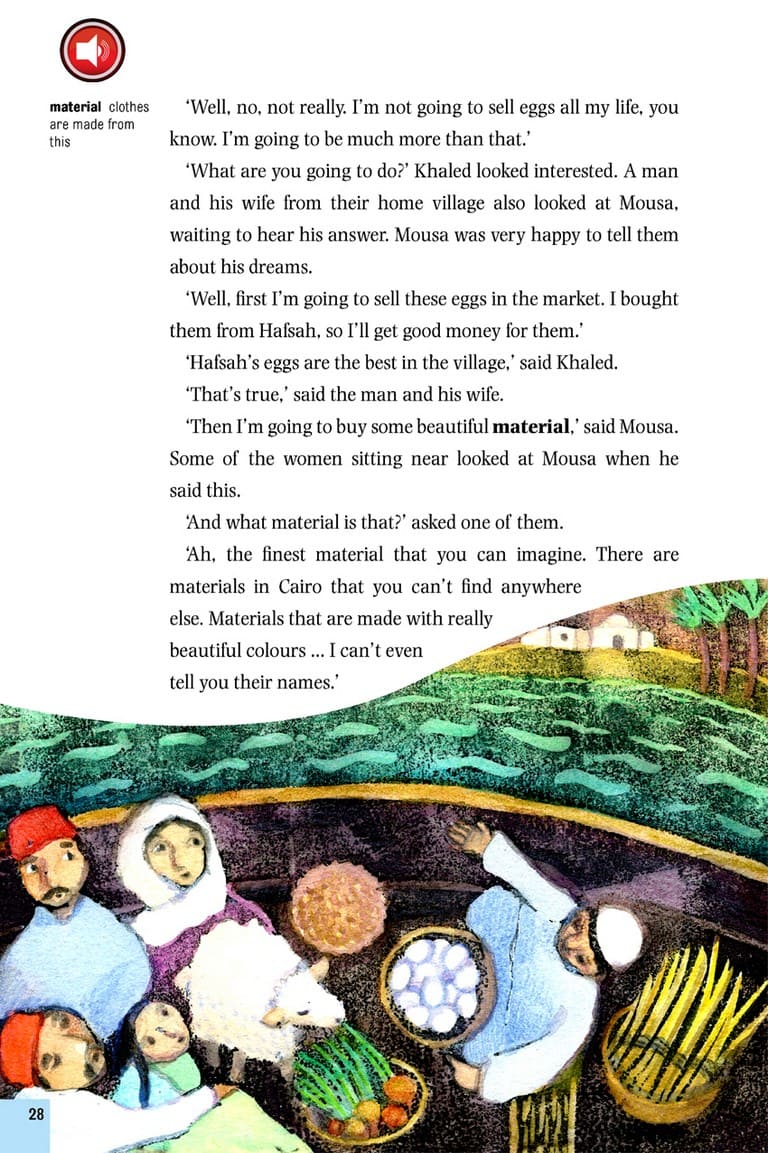 material clothes
are made from
this
‘Well, no, not really. I’m not going to sell eggs all my life, you
know. I’m going to be much more than that.’
‘What are you going to do?’ Khaled looked interested. A man
and his wife from their home village also looked at Mousa,
waiting to hear his answer. Mousa was very happy to tell them
about his dreams.
‘Well, first I’m going to sell these eggs in the market. I bought
them from Hafsah, so I’ll get good money for them.’
‘Hafsah’s eggs are the best in the village,’ said Khaled.
‘That’s true,’ said the man and his wife.
‘Then I’m going to buy some beautiful material,’ said Mousa.
Some of the women sitting near looked at Mousa when he
said this.
‘And what material is that?’ asked one of them.
‘Ah, the finest material that you can imagine. There are
materials in Cairo that you can’t find anywhere
else. Materials that are made with really
beautiful colours ... I can’t even
tell you their names.’
28